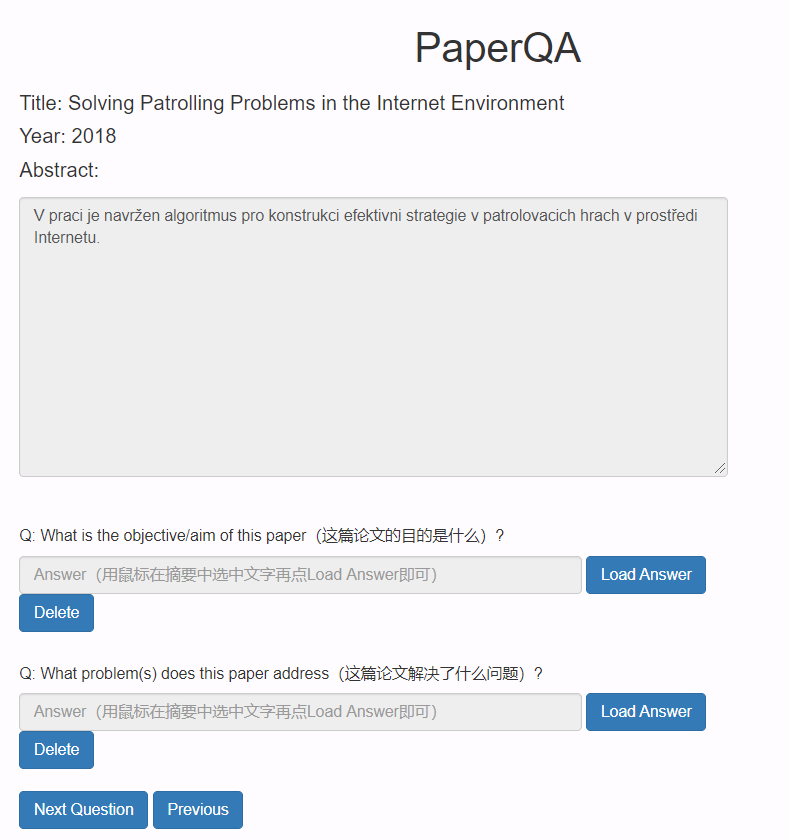 PaperQA
Title: Solving Patrolling Problems in the Internet Environment
Year: 2018
Abstract:
V praci je navržen algoritmus pro konstrukci efektivni strategie v patrolovacich hrach v prostředi
Internetu.
Q: What is the objective/aim of this paper（这篇论文的目的是什么）?
Answer（用鼠标在摘要中选中文字再点Load Answer即可） Load Answer
Delete
Q: What problem(s) does this paper address（这篇论文解决了什么问题）?
Answer（用鼠标在摘要中选中文字再点Load Answer即可） Load Answer
Delete
Next Question Previous